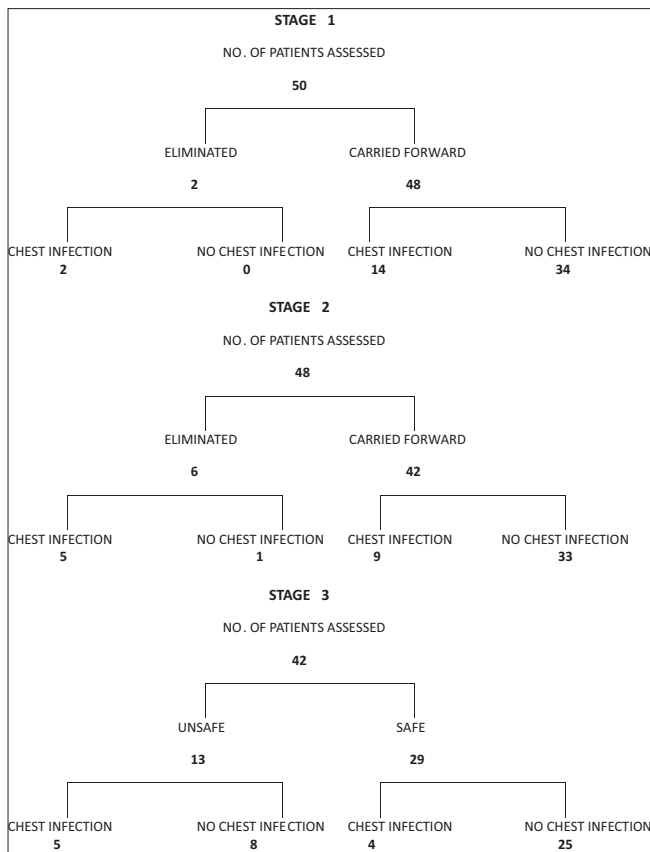 STAGE 1
NO. OF PATIENTS ASSESSED
50
ELIMINATED CARRIED FORWARD
2 48
CHEST INFECTION NO CHEST INFECTION CHEST INFECTION NO CHEST INFECTION
2 0 14 34
STAGE 2
NO. OF PATIENTS ASSESSED
48
ELIMINATED CARRIED FORWARD
6 42
CHEST INFECTION NO CHEST INFECTION CHEST INFECTION NO CHEST INFECTION
5 1 9 33
STAGE 3
NO. OF PATIENTS ASSESSED
42
UNSAFE SAFE
13 29
CHEST INFECTION NO CHEST INFECTION CHEST INFECTION NO CHEST INFECTION
5 8 4 25